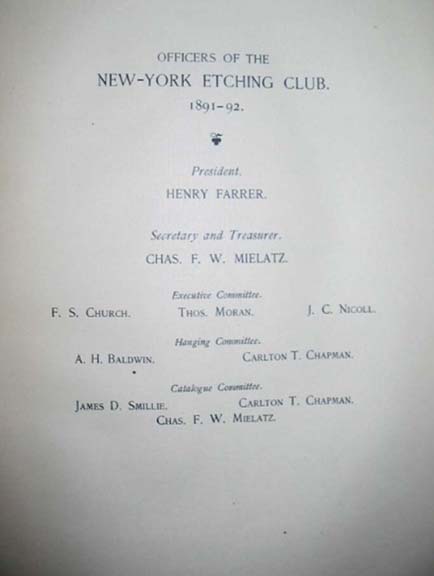 OFFICERS OF THE
NEW-YORK ETCHING CLUB.
1891-92.
President.
HENRY FARRER.
Secretary and Treasurer.
CHAS. F. W. MIELATZ.
Executive Committee.
F. S. CHURCH. THOS. MORAN. J. C. NICOLL.
Hanging Committee.
A. H. BALDWIN. CARLTON T. CHAPMAN.
Catalogue Committee.
JAMES D. SMILLIE. CARLTON T. CHAPMAN.
CHAS. F. W. MIELATZ.